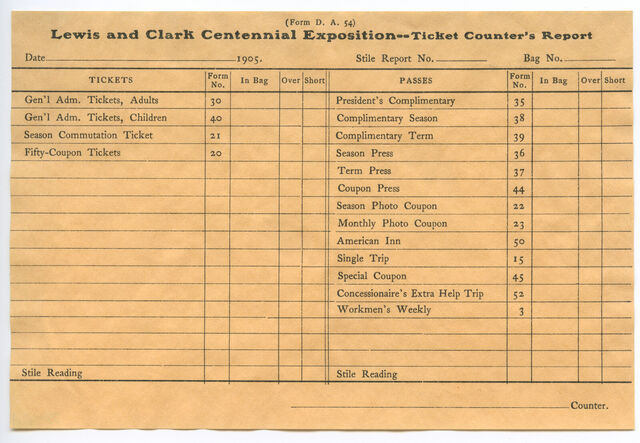 (Form D. A. 54)
Lewis and Clark Centennial Exposition--Ticket Counter's Report
Date 1905. Stile Report No. Bag No.
TICKETS Form No. In Bag Over Short PASSES Form No. In Bag Over Short
Gen'l Adm. Tickets, Adults 30 President's Complimentary 35
Gen'l Adm. Tickets, Children 40 Complimentary Season 38
Season Commutation Ticket 21 Complimentary Term 39
Fifty-Coupon Tickets 20 Season Press 36
Term Press 37
Coupon Press 44
Season Photo Coupon 22
Monthly Photo Coupon 23
American Inn 50
Single Trip 15
Special Coupon 45
Concessionaire's Extra Help Trip 52
Workmen's Weekly 3
Stile Reading Stile Reading
Counter.